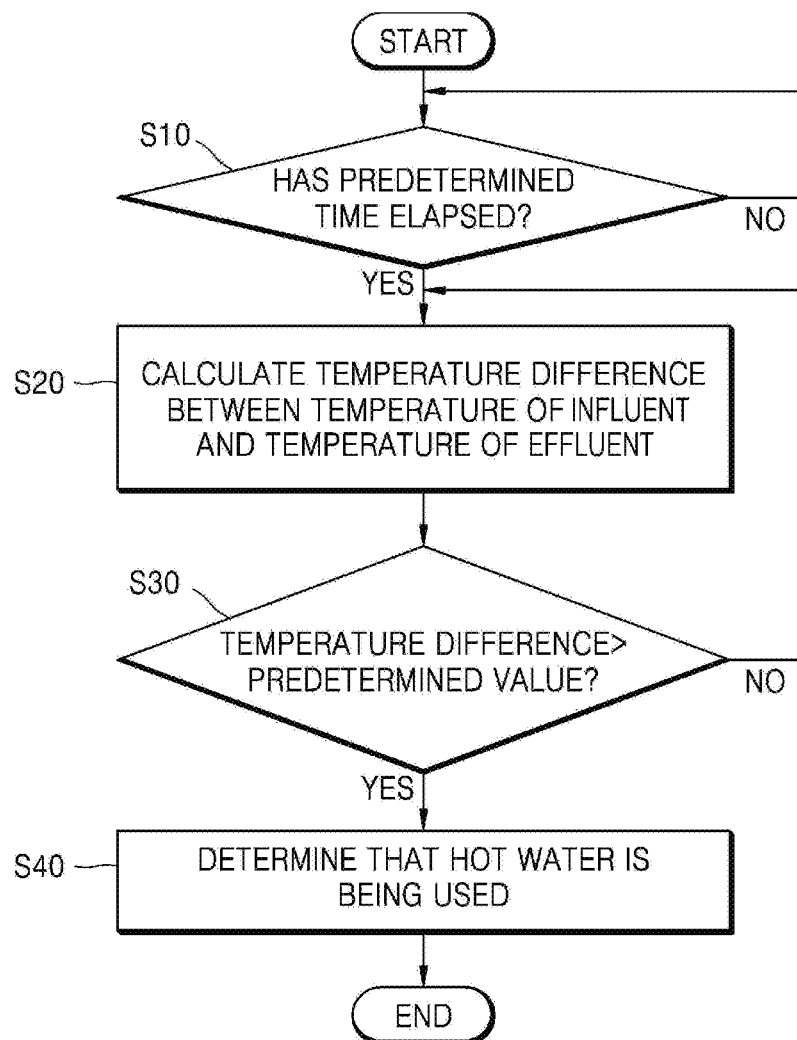 START
S10
HAS PREDETERMINED
TIME ELAPSED?
NO
YES
S20
CALCULATE TEMPERATURE DIFFERENCE
BETWEEN TEMPERATURE OF INFLUENT
AND TEMPERATURE OF EFFLUENT
S30
TEMPERATURE DIFFERENCE>
PREDETERMINED VALUE?
NO
YES
S40
DETERMINE THAT HOT WATER IS
BEING USED
END